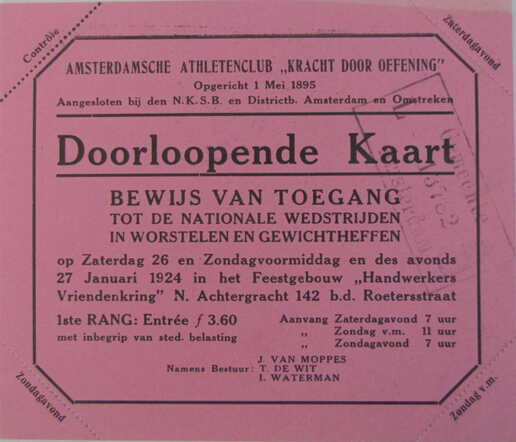 Contrôle
Zaterdagavond
AMSTERDAMSCHE ATHLETENCLUB „KRACHT DOOR OEFENING"
Opgericht 1 Mei 1895
Aangesloten bij den N.K.S.B. en Districtb. Amsterdam en Omstreken
Doorloopende Kaart
BEWIJS VAN TOEGANG
TOT DE NATIONALE WEDSTRIJDEN
IN WORSTELEN EN GEWICHTHEFFEN
op Zaterdag 26 en Zondagvoormiddag en des avonds
27 Januari 1924 in het Feestgebouw „Handwerkers
Vriendenkring" N. Achtergracht 142 b.d. Roetersstraat
1ste RANG: Entrée ƒ 3.60
met inbegrip van sted. belasting
Aanvang Zaterdagavond 7 uur
„ Zondag v.m. 11 uur
„ Zondagavond 7 uur
Namens Bestuur:
J. VAN MOPPES
T. DE WIT
I. WATERMAN
Zondagavond
Zondag v.m.
Gemeente